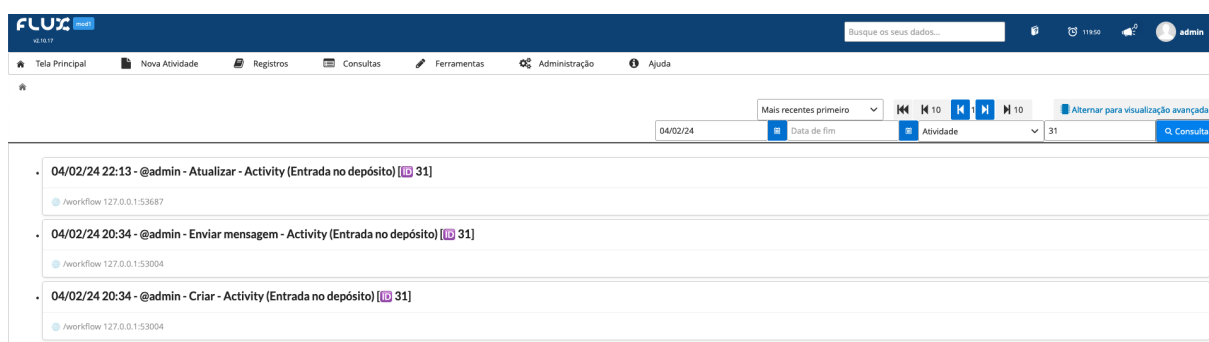 FLUX med1
v2.10.17
Busque os seus dados...
119:50
0
admin
Tela Principal
Nova Atividade
Registros
Consultas
Ferramentas
Administração
Ajuda
Mais recentes primeiro
10
1
10
Alternar para visualização avançada
04/02/24
Data de fim
Atividade
31
Consulta
04/02/24 22:13 - @admin - Atualizar - Activity (Entrada no depósito) [🆔 31]
/workflow 127.0.0.1:53687
04/02/24 20:34 - @admin - Enviar mensagem - Activity (Entrada no depósito) [🆔 31]
/workflow 127.0.0.1:53004
04/02/24 20:34 - @admin - Criar - Activity (Entrada no depósito) [🆔 31]
/workflow 127.0.0.1:53004